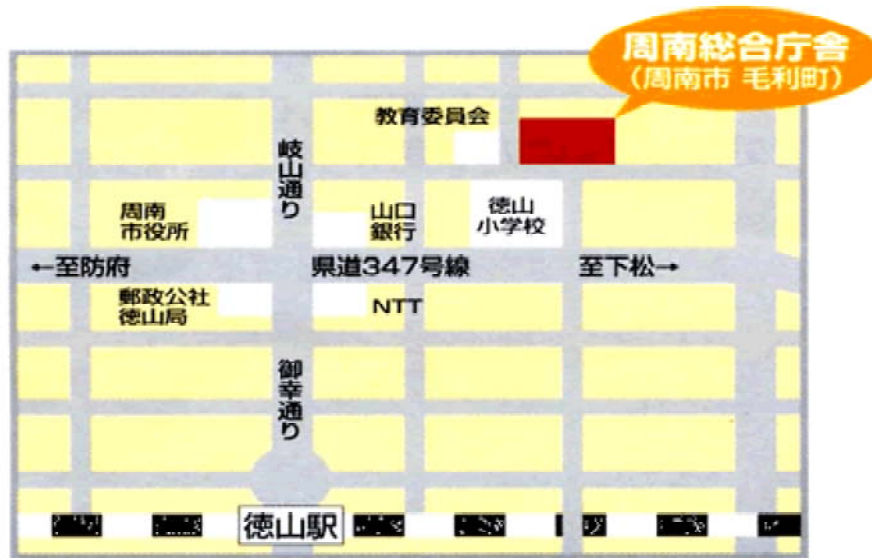 周南総合庁舎
(周南市 毛利町)
教育委員会
岐山通り
周南
市役所
山口
銀行
徳山
小学校
←至防府
県道347号線
至下松→
郵政公社
徳山局
NTT
御幸通り
徳山駅